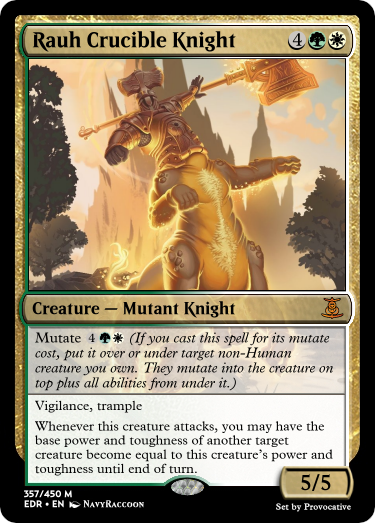 Rauh Crucible Knight 4
Creature — Mutant Knight
Mutate 4 (If you cast this spell for its mutate
cost, put it over or under target non-Human
creature you own. They mutate into the creature on
top plus all abilities from under it.)
Vigilance, trample
Whenever this creature attacks, you may have the
base power and toughness of another target
creature become equal to this creature's power and
toughness until end of turn.
5/5
357/450 M
EDR • EN NavyRaccoon
Set by Provocative